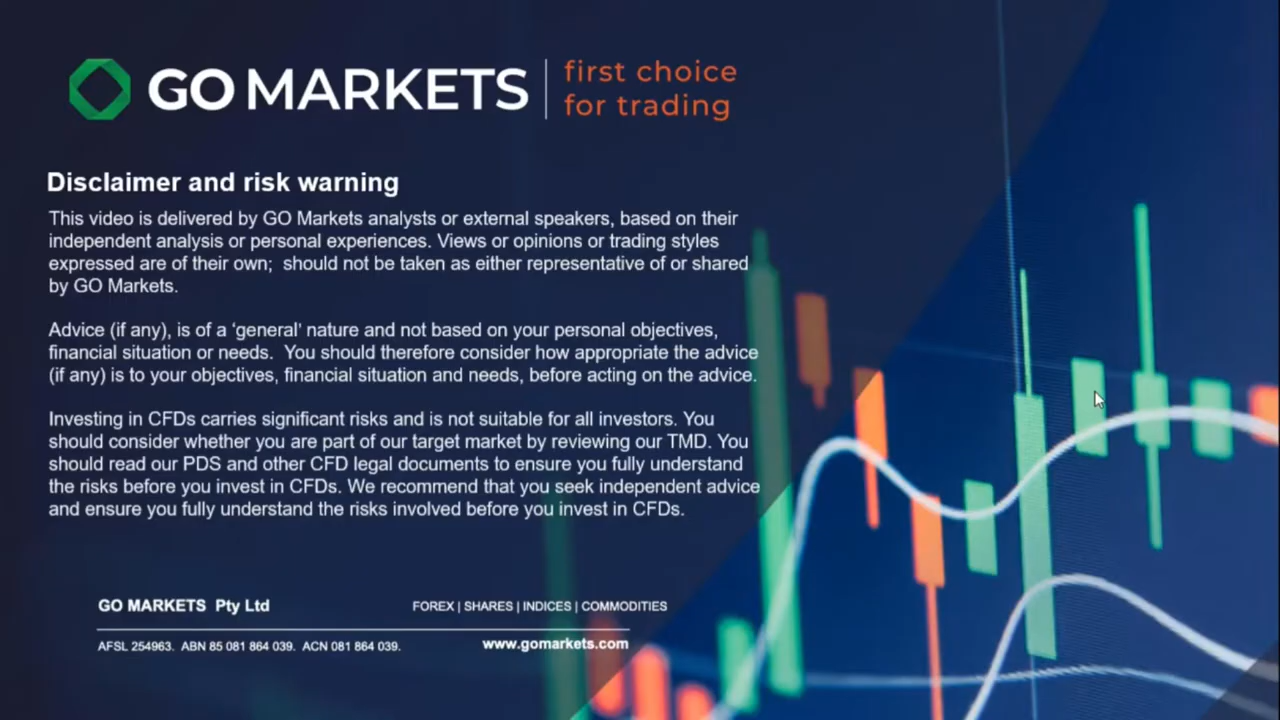 GO MARKETS
first choice
for trading
Disclaimer and risk warning
This video is delivered by GO Markets analysts or external speakers, based on their
independent analysis or personal experiences. Views or opinions or trading styles
expressed are of their own;  should not be taken as either representative of or shared
by GO Markets.
Advice (if any), is of a ‘general’ nature and not based on your personal objectives,
financial situation or needs.  You should therefore consider how appropriate the advice
(if any) is to your objectives, financial situation and needs, before acting on the advice.
Investing in CFDs carries significant risks and is not suitable for all investors. You
should consider whether you are part of our target market by reviewing our TMD. You
should read our PDS and other CFD legal documents to ensure you fully understand
the risks before you invest in CFDs. We recommend that you seek independent advice
and ensure you fully understand the risks involved before you invest in CFDs.
GO MARKETS  Pty Ltd
FOREX | SHARES | INDICES | COMMODITIES
AFSL 254963.  ABN 85 081 864 039.  ACN 081 864 039.
www.gomarkets.com